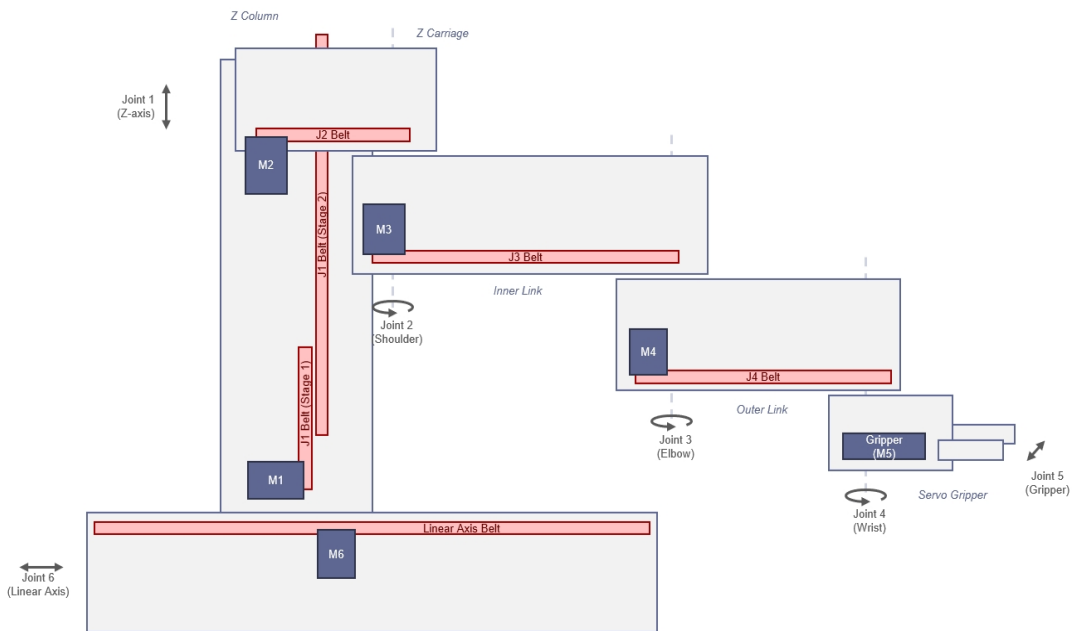 Z Column
Z Carriage
Joint 1
(Z-axis)
J2 Belt
M2
J1 Belt (Stage 2)
M3
J3 Belt
Inner Link
Joint 2
(Shoulder)
M4
J4 Belt
J1 Belt (Stage 1)
Outer Link
Joint 3
(Elbow)
Gripper
(M5)
M1
Joint 5
(Gripper)
Servo Gripper
Joint 4
(Wrist)
Linear Axis Belt
M6
Joint 6
(Linear Axis)